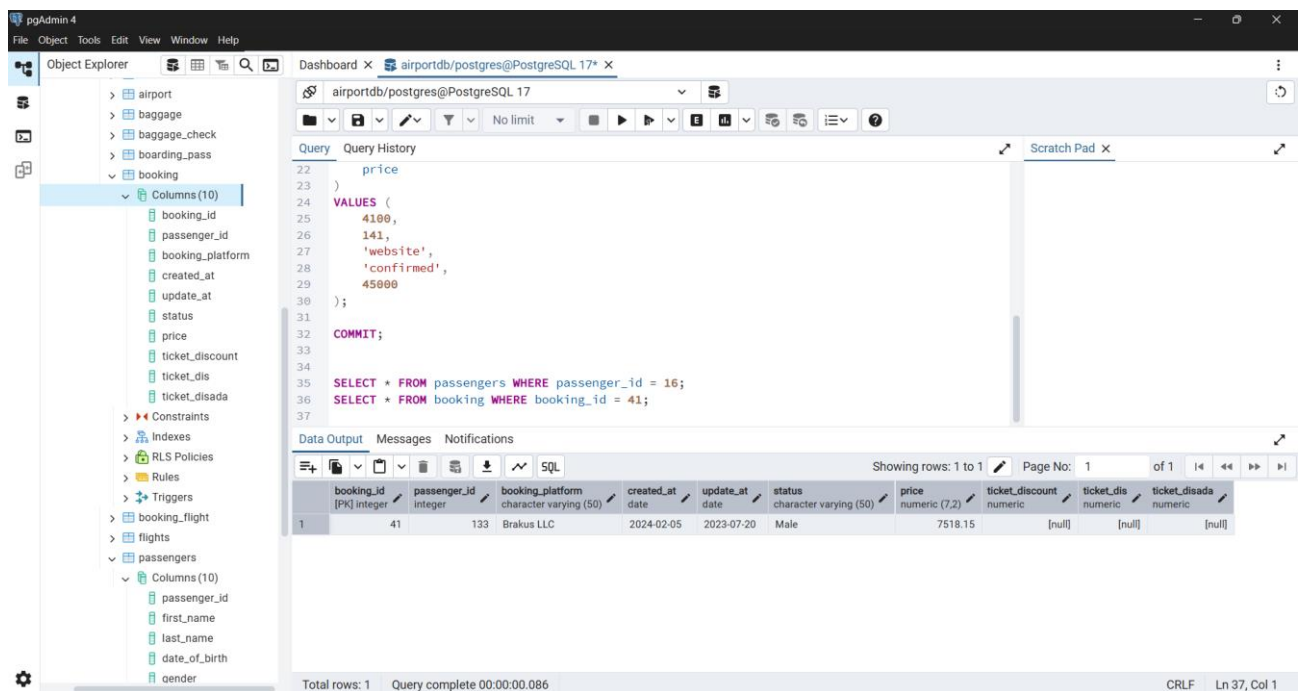 pgAdmin 4
File Object Tools Edit View Window Help
Object Explorer
airport
baggage
baggage_check
boarding_pass
booking
Columns (10)
booking_id
passenger_id
booking_platform
created_at
update_at
status
price
ticket_discount
ticket_dis
ticket_disada
Constraints
Indexes
RLS Policies
Rules
Triggers
booking_flight
flights
passengers
Columns (10)
passenger_id
first_name
last_name
date_of_birth
gender
Dashboard airportdb/postgres@PostgreSQL 17*
airportdb/postgres@PostgreSQL 17
No limit
Query Query History Scratch Pad
22 price
23 )
24 VALUES (
25 4100,
26 141,
27 'website',
28 'confirmed',
29 45000
30 );
31
32 COMMIT;
33
34
35 SELECT * FROM passengers WHERE passenger_id = 16;
36 SELECT * FROM booking WHERE booking_id = 41;
37
Data Output Messages Notifications
SQL Showing rows: 1 to 1 Page No: 1 of 1
booking_id passenger_id booking_platform created_at update_at status price ticket_discount ticket_dis ticket_disada
[PK] integer integer character varying (50) date date character varying (50) numeric (7,2) numeric numeric numeric
1 41 133 Brakus LLC 2024-02-05 2023-07-20 Male 7518.15 [null] [null] [null]
Total rows: 1 Query complete 00:00:00.086 CRLF Ln 37, Col 1